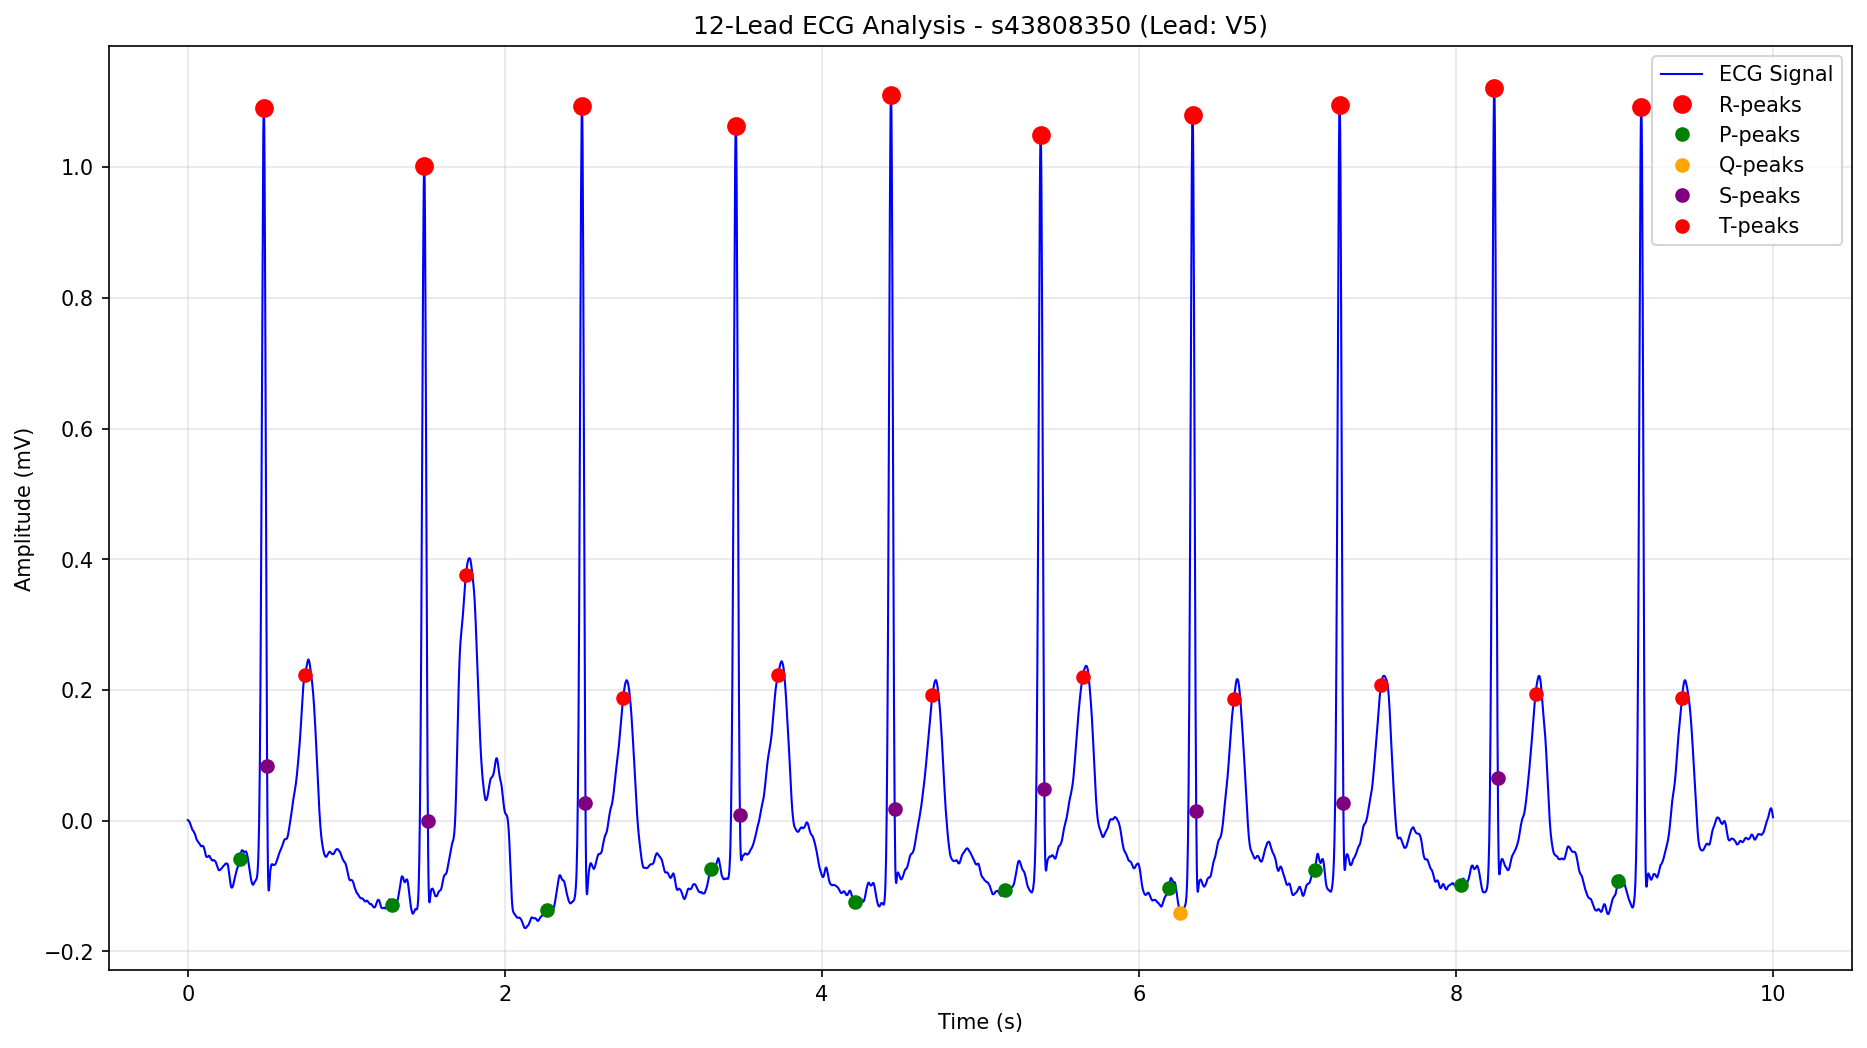 12-Lead ECG Analysis - s43808350 (Lead: V5)
ECG Signal
R-peaks
P-peaks
Q-peaks
S-peaks
T-peaks
Amplitude (mV)
1.0
0.8
0.6
0.4
0.2
0.0
−0.2
0
2
4
6
8
10
Time (s)